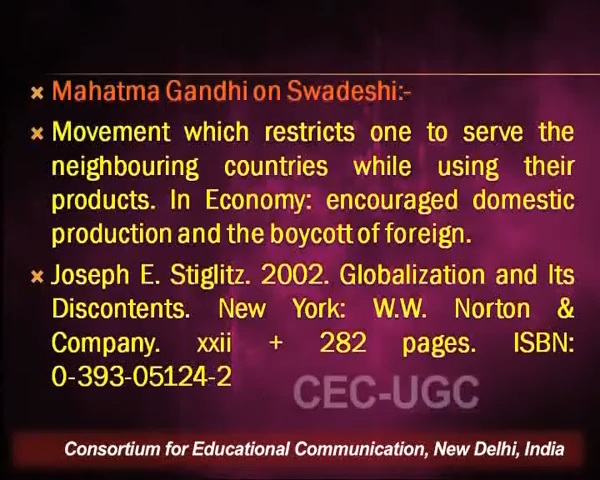 Mahatma Gandhi on Swadeshi:-
Movement which restricts one to serve the
neighbouring countries while using their
products. In Economy: encouraged domestic
production and the boycott of foreign.
Joseph E. Stiglitz. 2002. Globalization and Its
Discontents. New York: W.W. Norton &
Company. xxii + 282 pages. ISBN:
0-393-05124-2
CEC-UGC
Consortium for Educational Communication, New Delhi, India